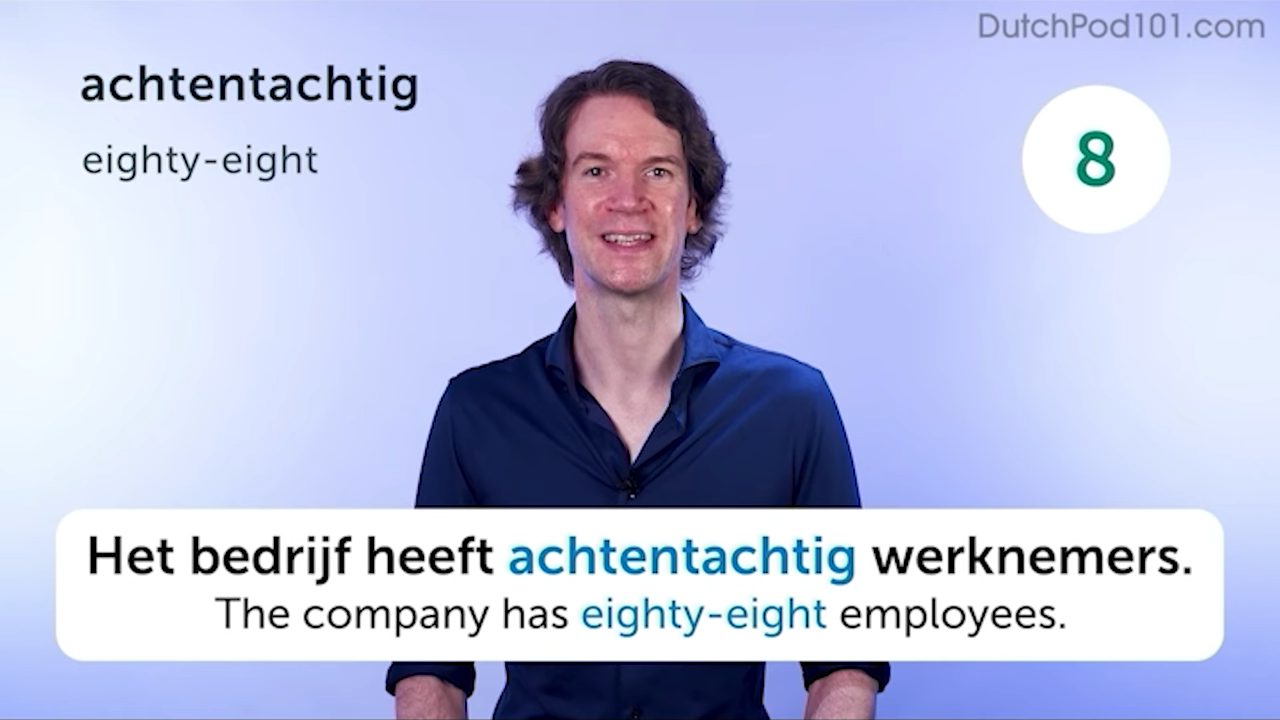 DutchPod101.com
achtentachtig
eighty-eight
8
Het bedrijf heeft achtentachtig werknemers.
The company has eighty-eight employees.